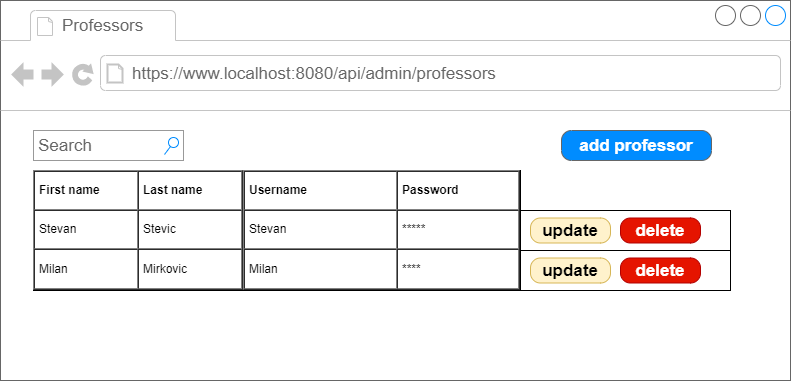 Professors
https://www.localhost:8080/api/admin/professors
Search
add professor
First name Last name Username Password
Stevan Stevic Stevan ***** update delete
Milan Mirkovic Milan **** update delete